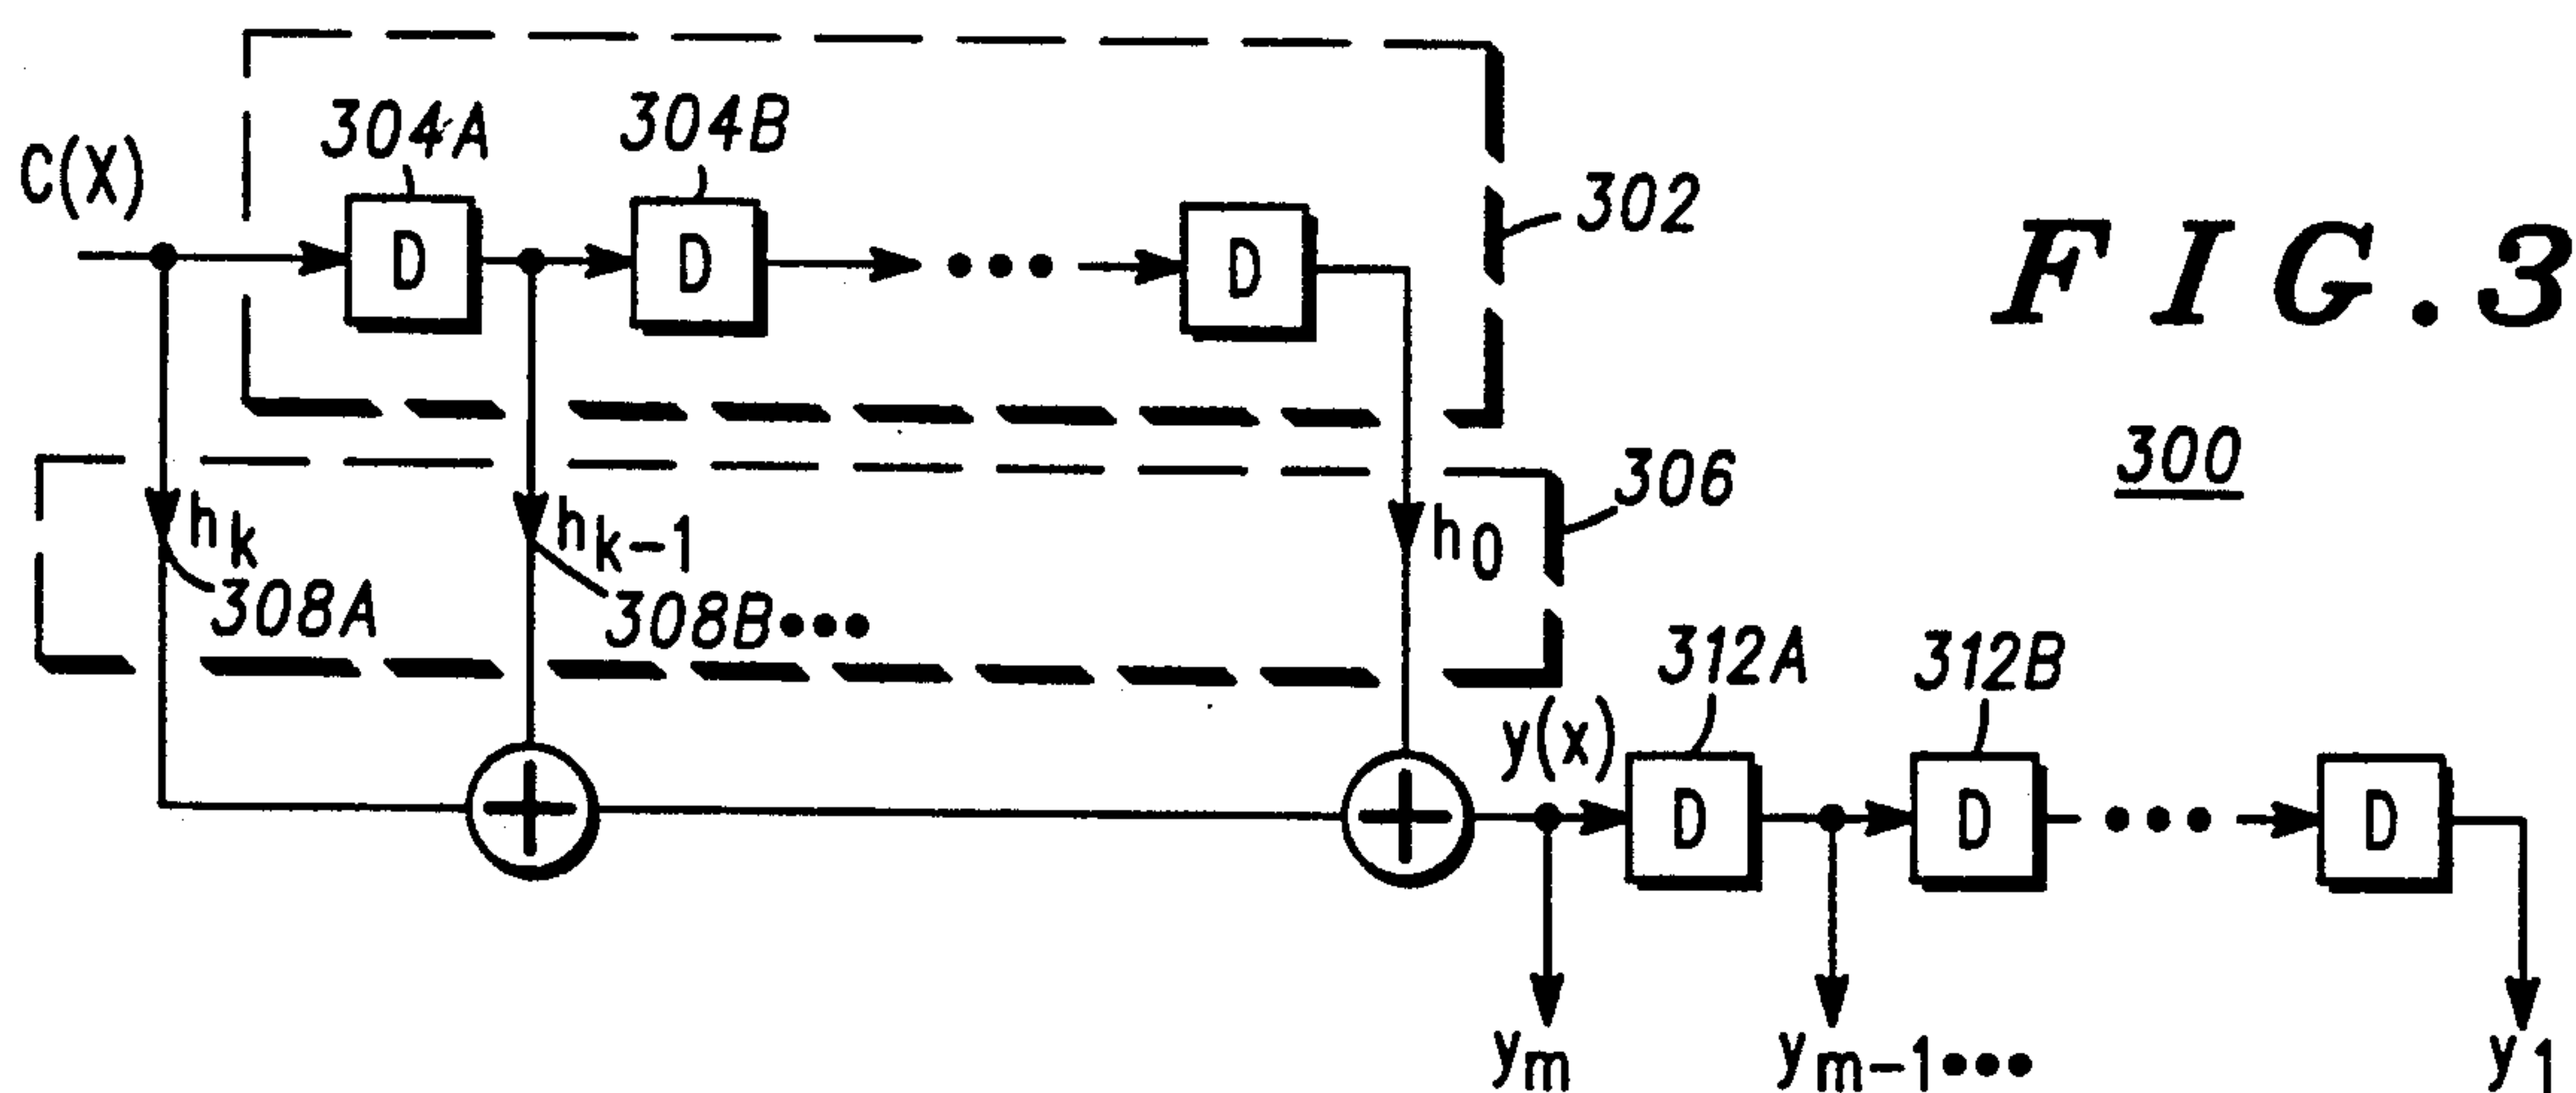 304A 304B
C(X)
D D D
302
FIG.3
300
306
hk hk-1 h0
308A 308B•••
312A 312B
y(x)
+ +
D D ••• D
ym ym-1••• y1